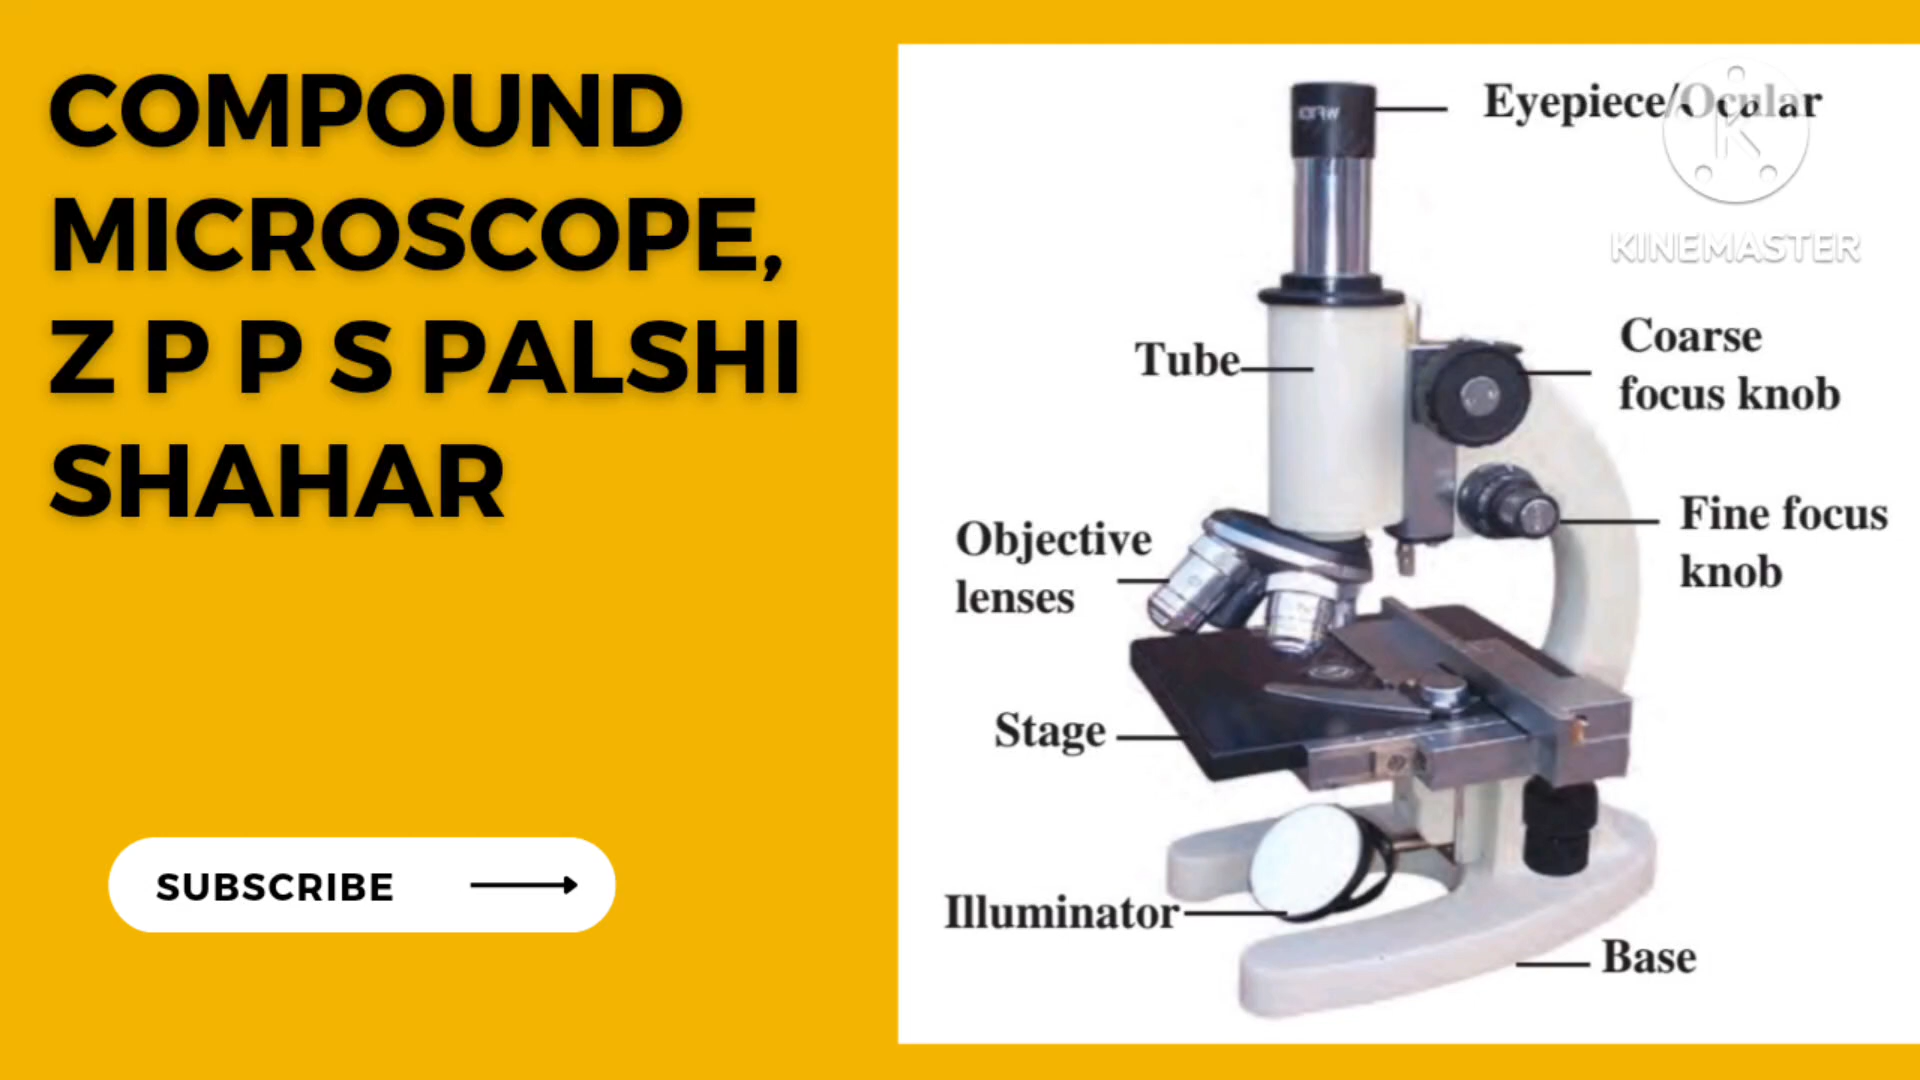 COMPOUND
MICROSCOPE,
Z P P S PALSHI
SHAHAR
SUBSCRIBE
Eyepiece/Ocular
KINEMASTER
Tube
Coarse
focus knob
Fine focus
knob
Objective
lenses
Stage
Illuminator
Base